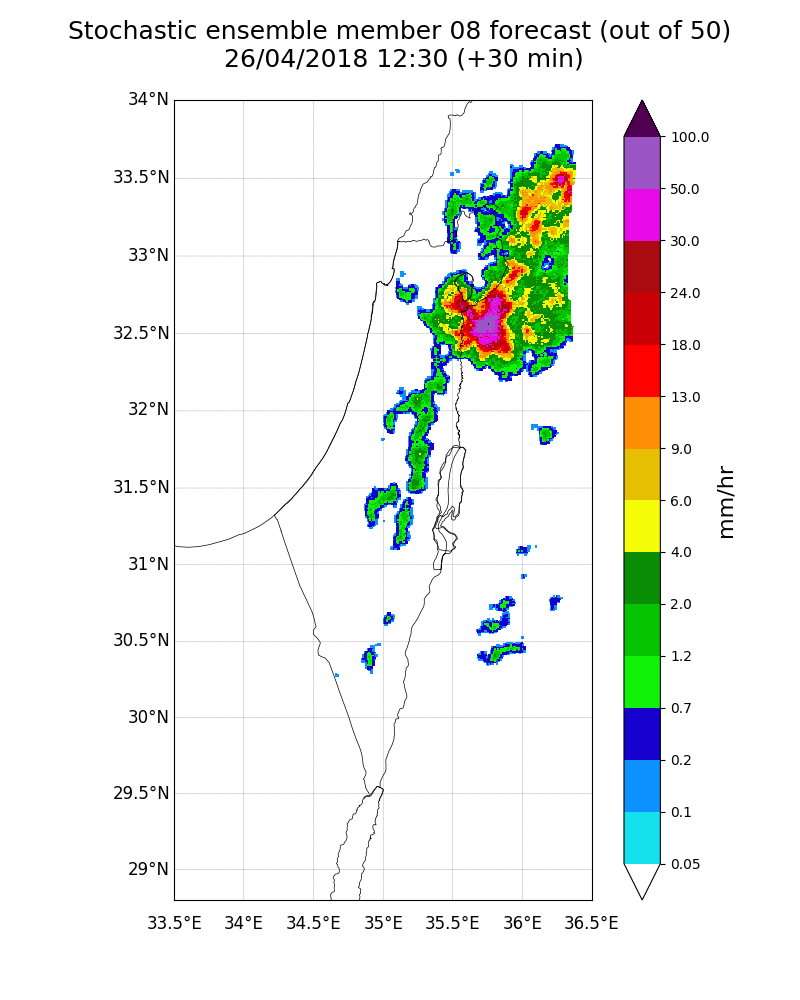 Stochastic ensemble member 08 forecast (out of 50)
26/04/2018 12:30 (+30 min)
34°N
33.5°N
33°N
32.5°N
32°N
31.5°N
31°N
30.5°N
30°N
29.5°N
29°N
33.5°E 34°E 34.5°E 35°E 35.5°E 36°E 36.5°E
100.0
50.0
30.0
24.0
18.0
13.0
9.0
6.0
4.0
2.0
1.2
0.7
0.2
0.1
0.05
mm/hr